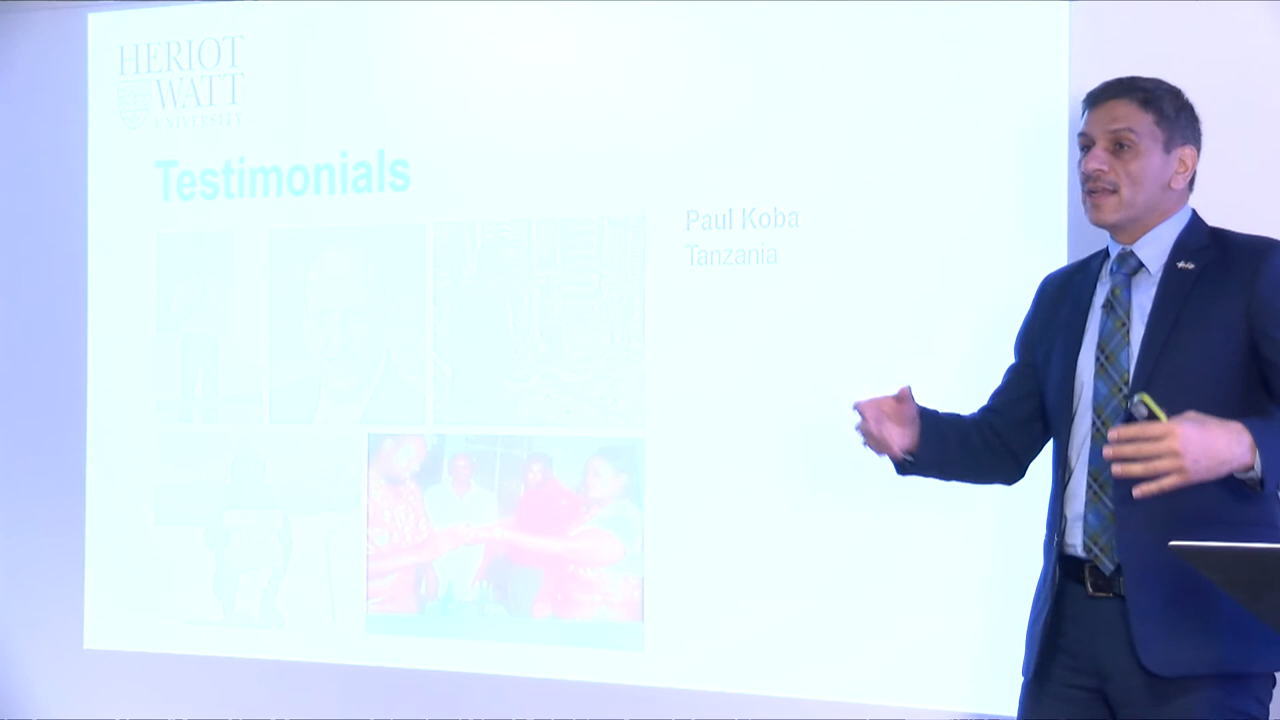 HERIOT
WATT
UNIVERSITY
Testimonials
Paul Koba
Tanzania